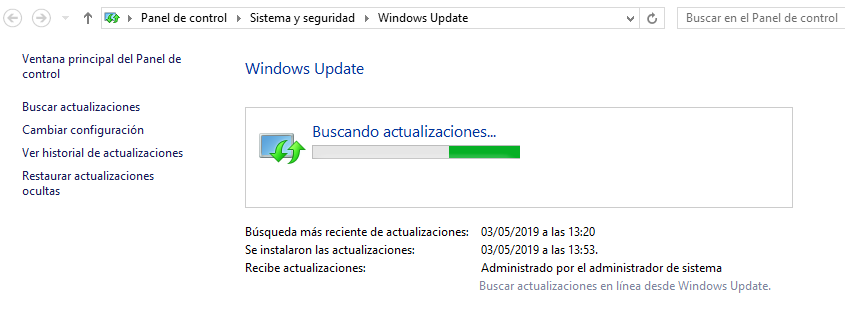 Panel de control Sistema y seguridad Windows Update
Buscar en el Panel de control
Ventana principal del Panel de
control
Buscar actualizaciones
Cambiar configuración
Ver historial de actualizaciones
Restaurar actualizaciones
ocultas
Windows Update
Buscando actualizaciones...
Búsqueda más reciente de actualizaciones: 03/05/2019 a las 13:20
Se instalaron las actualizaciones: 03/05/2019 a las 13:53.
Recibe actualizaciones: Administrado por el administrador de sistema
Buscar actualizaciones en línea desde Windows Update.